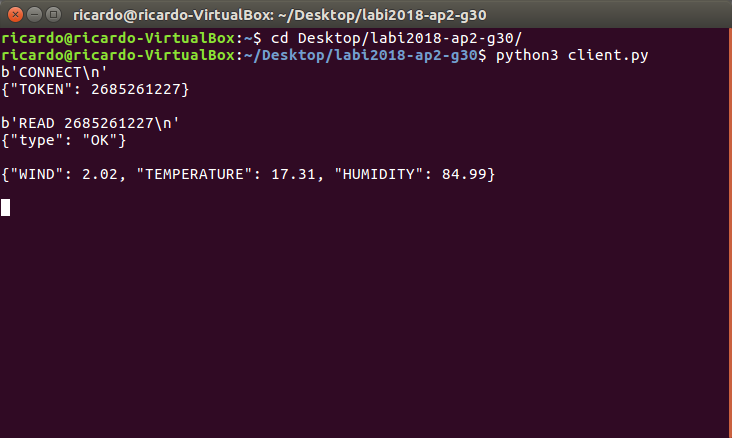 ricardo@ricardo-VirtualBox: ~/Desktop/labi2018-ap2-g30
ricardo@ricardo-VirtualBox:~$ cd Desktop/labi2018-ap2-g30/
ricardo@ricardo-VirtualBox:~/Desktop/labi2018-ap2-g30$ python3 client.py
b'CONNECT\n'
{"TOKEN": 2685261227}
b'READ 2685261227\n'
{"type": "OK"}
{"WIND": 2.02, "TEMPERATURE": 17.31, "HUMIDITY": 84.99}